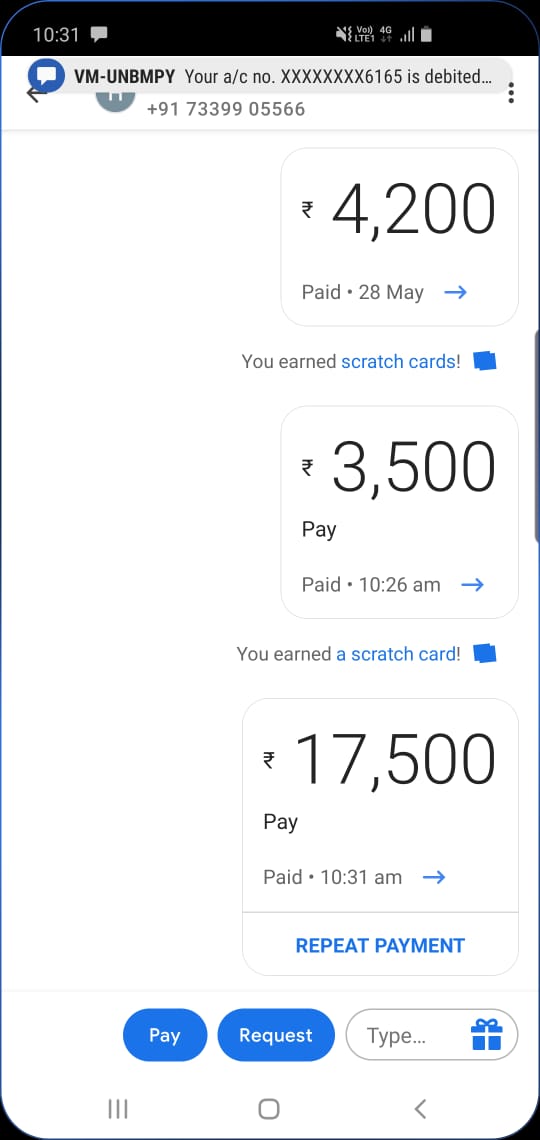 10:31
Vo)) 4G
LTE1
VM-UNBMPY Your a/c no. XXXXXXXX6165 is debited...
+91 73399 05566
₹ 4,200
Paid • 28 May
You earned scratch cards!
₹ 3,500
Pay
Paid • 10:26 am
You earned a scratch card!
₹ 17,500
Pay
Paid • 10:31 am
REPEAT PAYMENT
Pay Request Type...